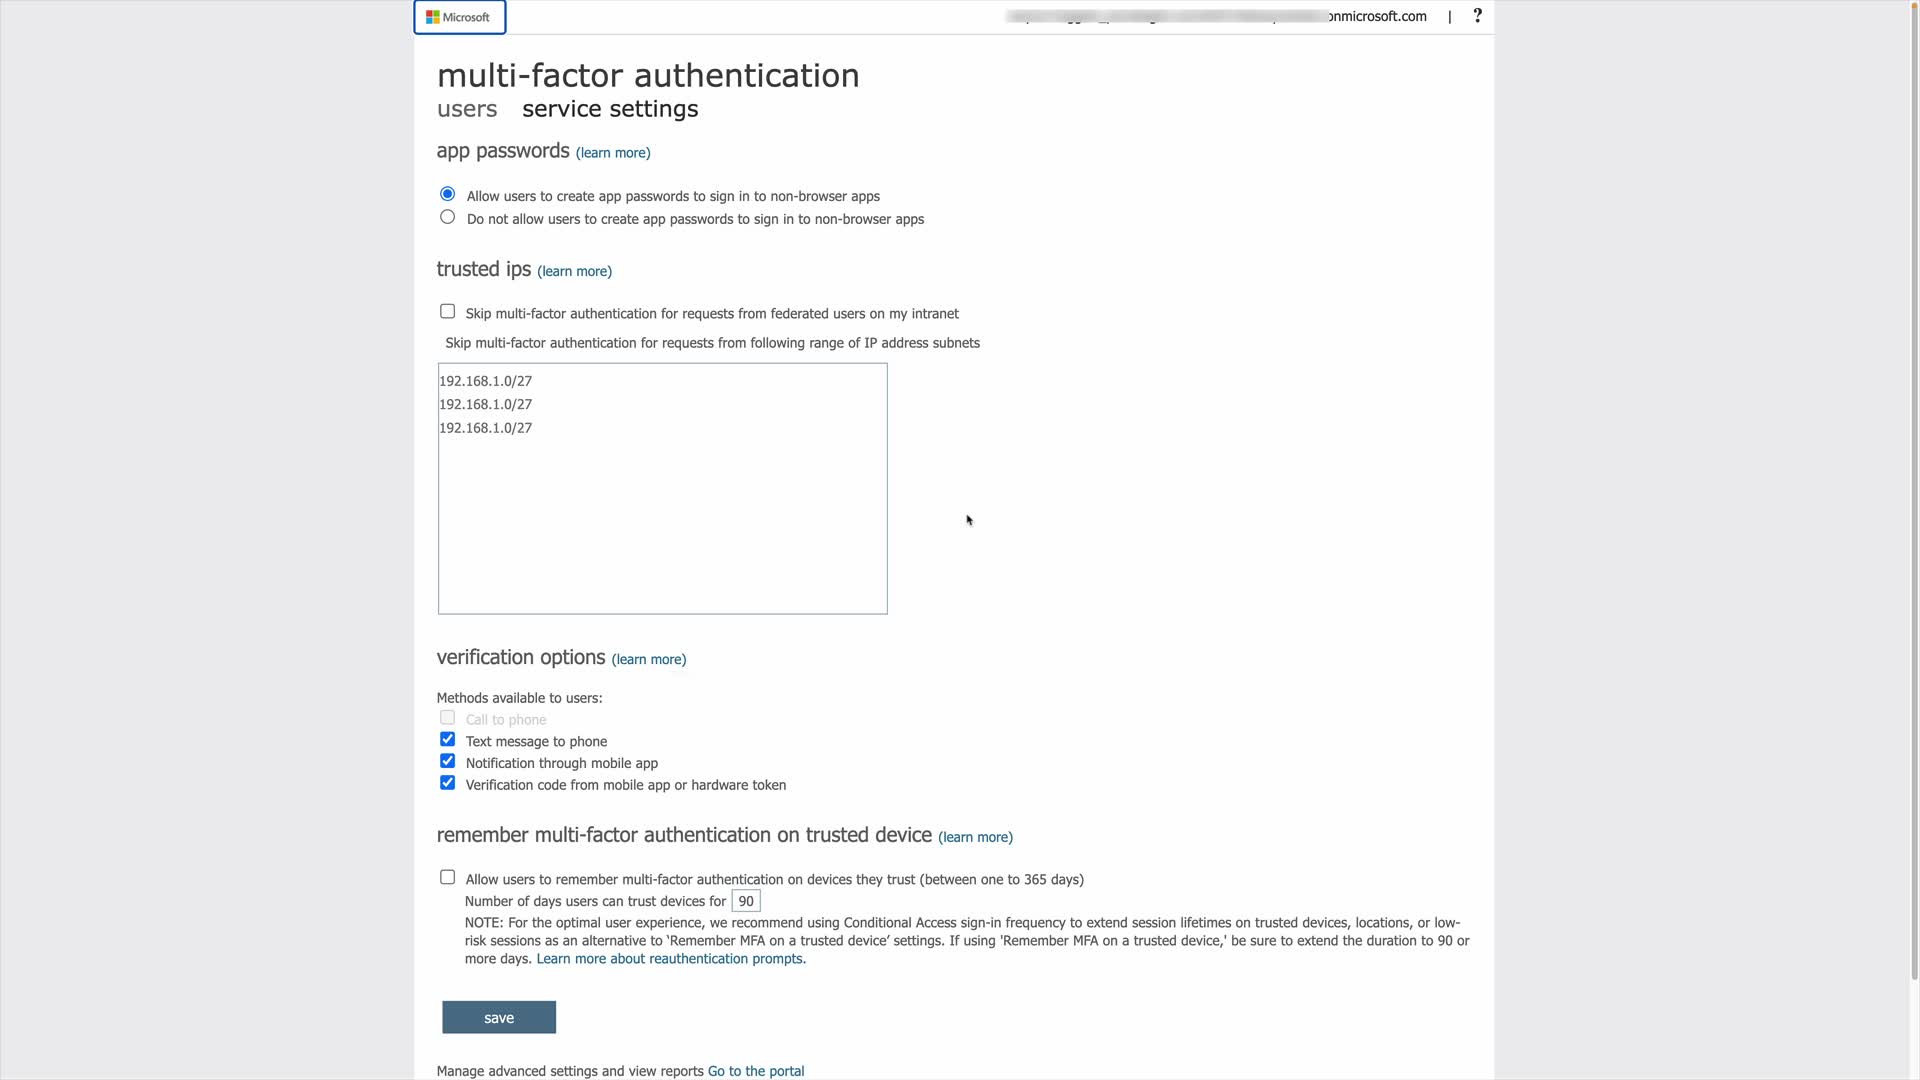 Microsoft
onmicrosoft.com | ?
multi-factor authentication
users service settings
app passwords (learn more)
Allow users to create app passwords to sign in to non-browser apps
Do not allow users to create app passwords to sign in to non-browser apps
trusted ips (learn more)
Skip multi-factor authentication for requests from federated users on my intranet
Skip multi-factor authentication for requests from following range of IP address subnets
192.168.1.0/27
192.168.1.0/27
192.168.1.0/27
verification options (learn more)
Methods available to users:
Call to phone
Text message to phone
Notification through mobile app
Verification code from mobile app or hardware token
remember multi-factor authentication on trusted device (learn more)
Allow users to remember multi-factor authentication on devices they trust (between one to 365 days)
Number of days users can trust devices for 90
NOTE: For the optimal user experience, we recommend using Conditional Access sign-in frequency to extend session lifetimes on trusted devices, locations, or low-
risk sessions as an alternative to ‘Remember MFA on a trusted device’ settings. If using 'Remember MFA on a trusted device,' be sure to extend the duration to 90 or
more days. Learn more about reauthentication prompts.
save
Manage advanced settings and view reports Go to the portal